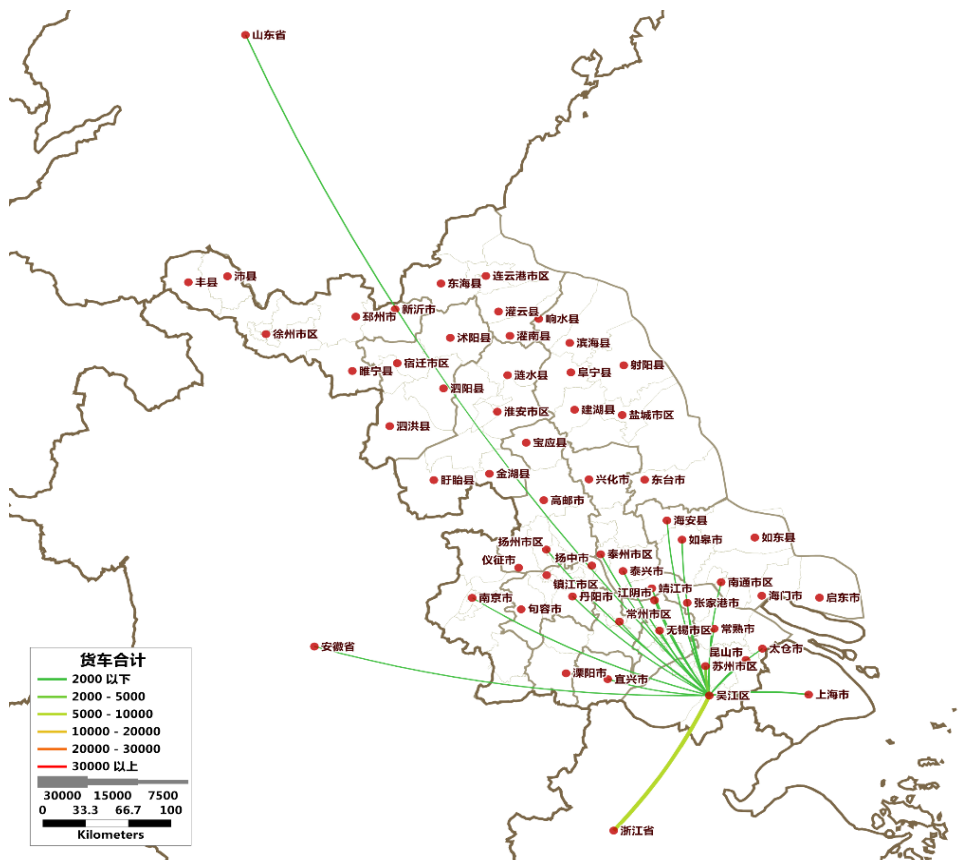 山东省
丰县
沛县
东海县
连云港市区
邳州市
新沂市
灌云县
响水县
徐州市区
沭阳县
灌南县
滨海县
睢宁县
宿迁市区
泗阳县
涟水县
阜宁县
射阳县
泗洪县
淮安市区
建湖县
盐城市区
宝应县
盱眙县
金湖县
兴化市
东台市
高邮市
海安县
如皋市
如东县
扬州市区
扬中市
泰州市区
仪征市
泰兴市
镇江市区
江阴市
靖江市
南通市区
南京市
句容市
丹阳市
张家港市
海门市
启东市
常州市区
无锡市区
常熟市
安徽省
昆山市
太仓市
溧阳市
宜兴市
苏州市区
吴江区
上海市
浙江省
货车合计
2000 以下
2000 - 5000
5000 - 10000
10000 - 20000
20000 - 30000
30000 以上
30000 15000 7500
0 33.3 66.7 100
Kilometers